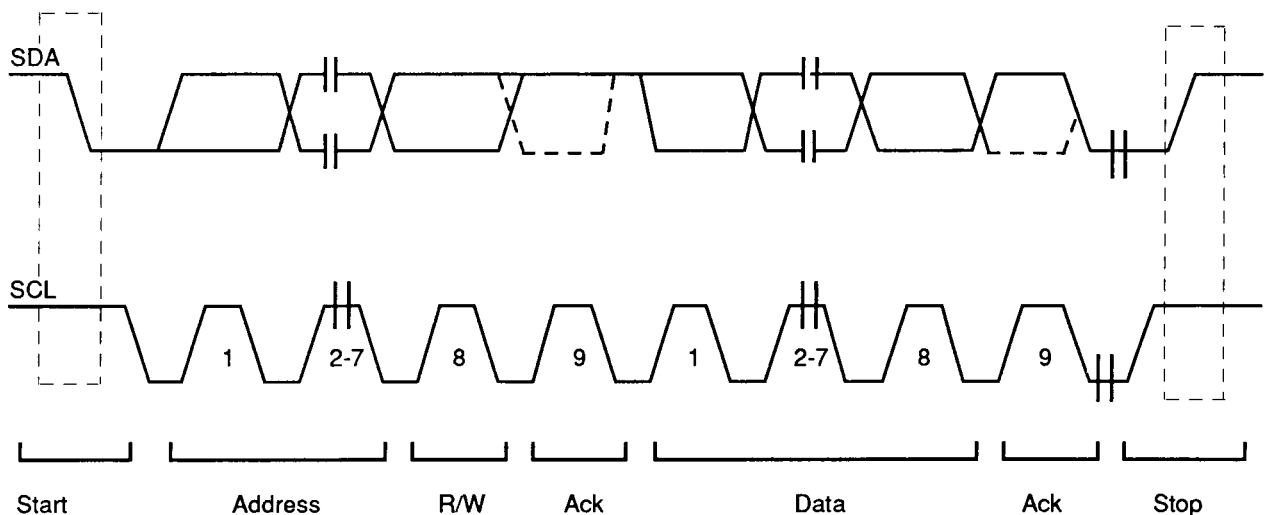 SDA
SCL
1 2-7 8 9 1 2-7 8 9
Start Address R/W Ack Data Ack Stop